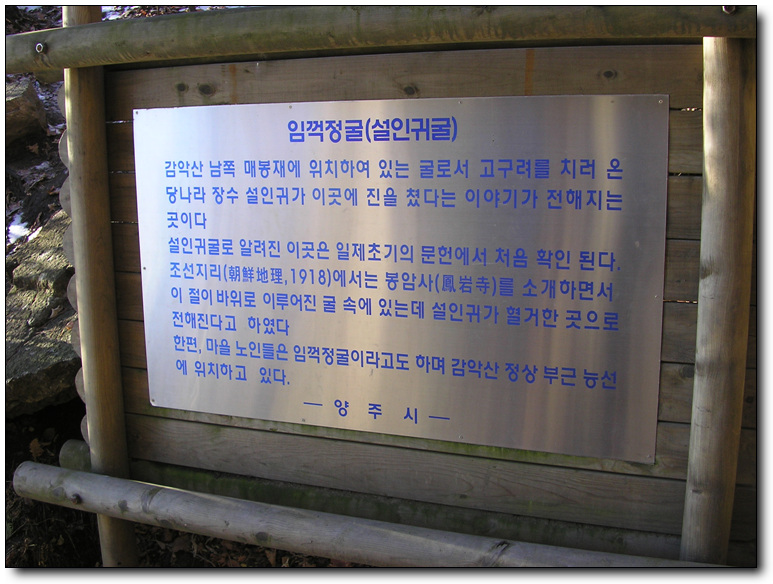 임꺽정굴(설인귀굴)
감악산 남쪽 매봉재에 위치하여 있는 굴로서 고구려를 치러 온
당나라 장수 설인귀가 이곳에 진을 쳤다는 이야기가 전해지는
곳이다
설인귀굴로 알려진 이곳은 일제초기의 문헌에서 처음 확인 된다.
조선지리(朝鮮地理,1918)에서는 봉암사(鳳岩寺)를 소개하면서
이 절이 바위로 이루어진 굴 속에 있는데 설인귀가 혈거한 곳으로
전해진다고 하였다
한편, 마을 노인들은 임꺽정굴이라고도 하며 감악산 정상 부근 능선
에 위치하고 있다.
— 양 주 시 —